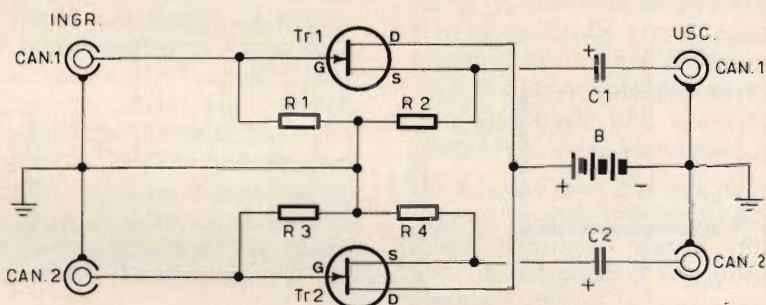 INGR.
USC.
CAN.1
Tr1
D
G
S
+
C1
CAN.1
R1
R2
B
+
-
R3
R4
C2
+
CAN.2
G
S
D
Tr2
CAN.2